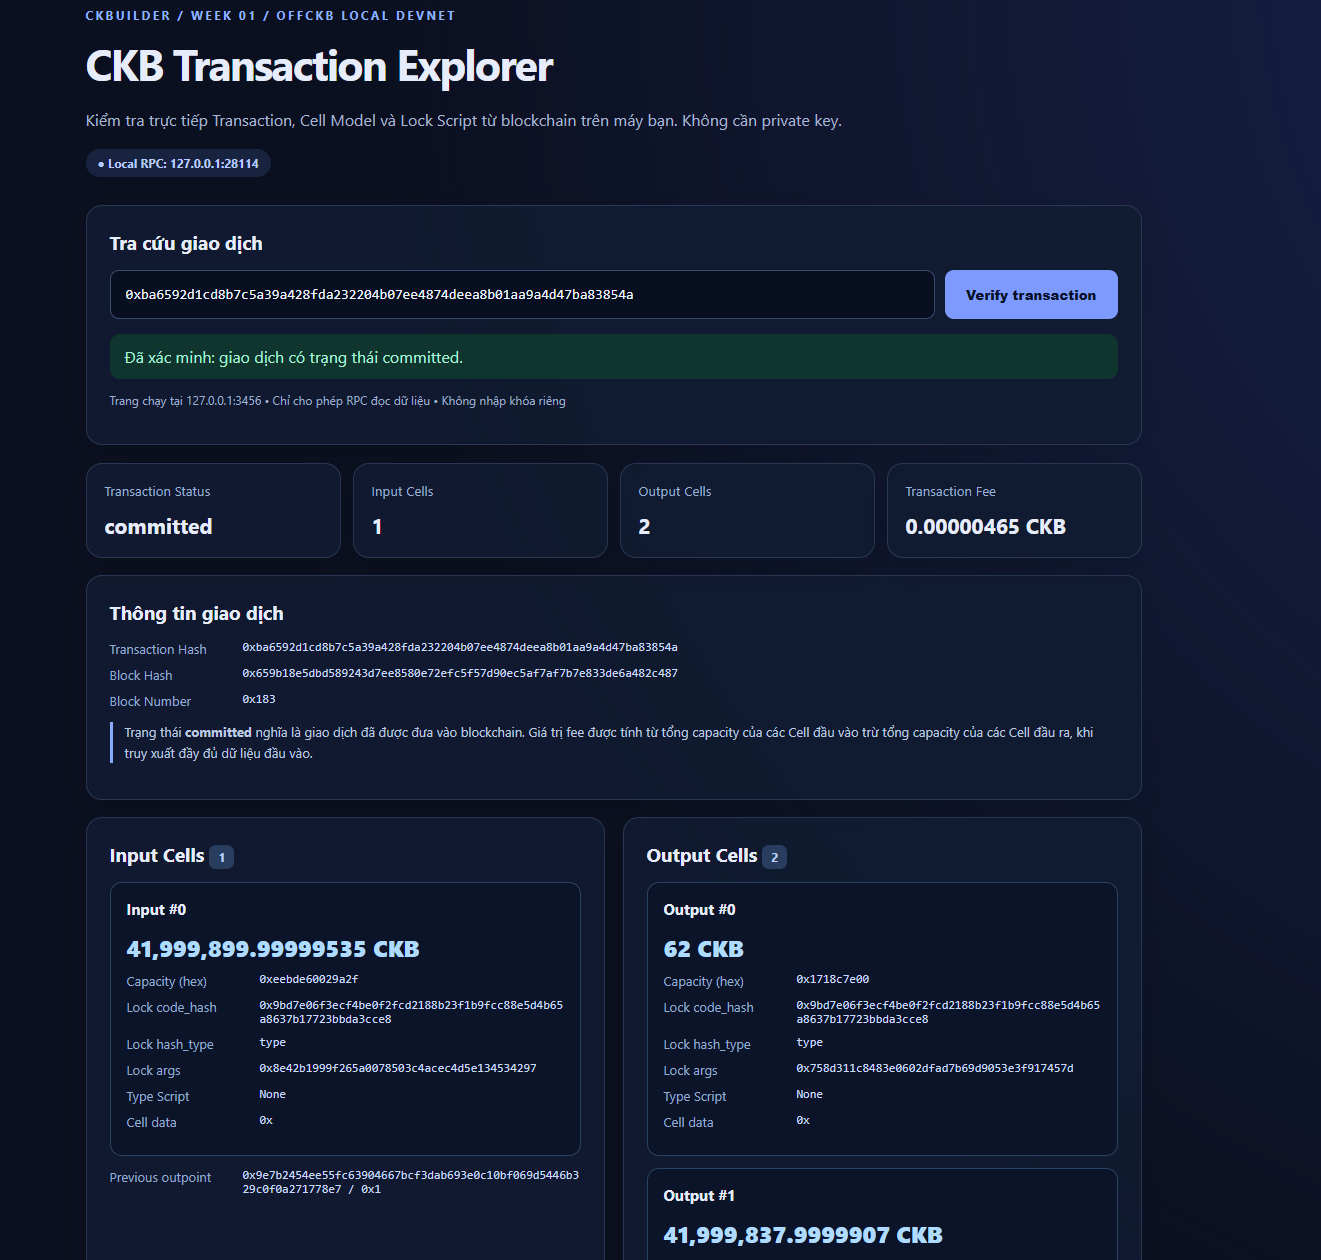 CKBUILDER / WEEK 01 / OFFCKB LOCAL DEVNET
CKB Transaction Explorer
Kiểm tra trực tiếp Transaction, Cell Model và Lock Script từ blockchain trên máy bạn. Không cần private key.
● Local RPC: 127.0.0.1:28114
Tra cứu giao dịch
0xba6592d1cd8b7c5a39a428fda232204b07ee4874deea8b01aa9a4d47ba83854a
Verify transaction
Đã xác minh: giao dịch có trạng thái committed.
Trang chạy tại 127.0.0.1:3456 • Chỉ cho phép RPC đọc dữ liệu • Không nhập khóa riêng
Transaction Status
committed
Input Cells
1
Output Cells
2
Transaction Fee
0.00000465 CKB
Thông tin giao dịch
Transaction Hash 0xba6592d1cd8b7c5a39a428fda232204b07ee4874deea8b01aa9a4d47ba83854a
Block Hash 0x659b18e5dbd589243d7ee8580e72efc5f57d90ec5af7af7b7e833de6a482c487
Block Number 0x183
Trạng thái committed nghĩa là giao dịch đã được đưa vào blockchain. Giá trị fee được tính từ tổng capacity của các Cell đầu vào trừ tổng capacity của các Cell đầu ra, khi
truy xuất đầy đủ dữ liệu đầu vào.
Input Cells 1
Input #0
41,999,899.99999535 CKB
Capacity (hex) 0xeebde60029a2f
Lock code_hash 0x9bd7e06f3ecf4be0f2fcd2188b23f1b9fcc88e5d4b65
a8637b17723bbda3cce8
Lock hash_type type
Lock args 0x8e42b1999f265a0078503c4acec4d5e134534297
Type Script None
Cell data 0x
Previous outpoint 0x9e7b2454ee55fc63904667bcf3dab693e0c10bf069d5446b3
29c0f0a271778e7 / 0x1
Output Cells 2
Output #0
62 CKB
Capacity (hex) 0x1718c7e00
Lock code_hash 0x9bd7e06f3ecf4be0f2fcd2188b23f1b9fcc88e5d4b65
a8637b17723bbda3cce8
Lock hash_type type
Lock args 0x758d311c8483e0602dfad7b69d9053e3f917457d
Type Script None
Cell data 0x
Output #1
41,999,837.9999907 CKB